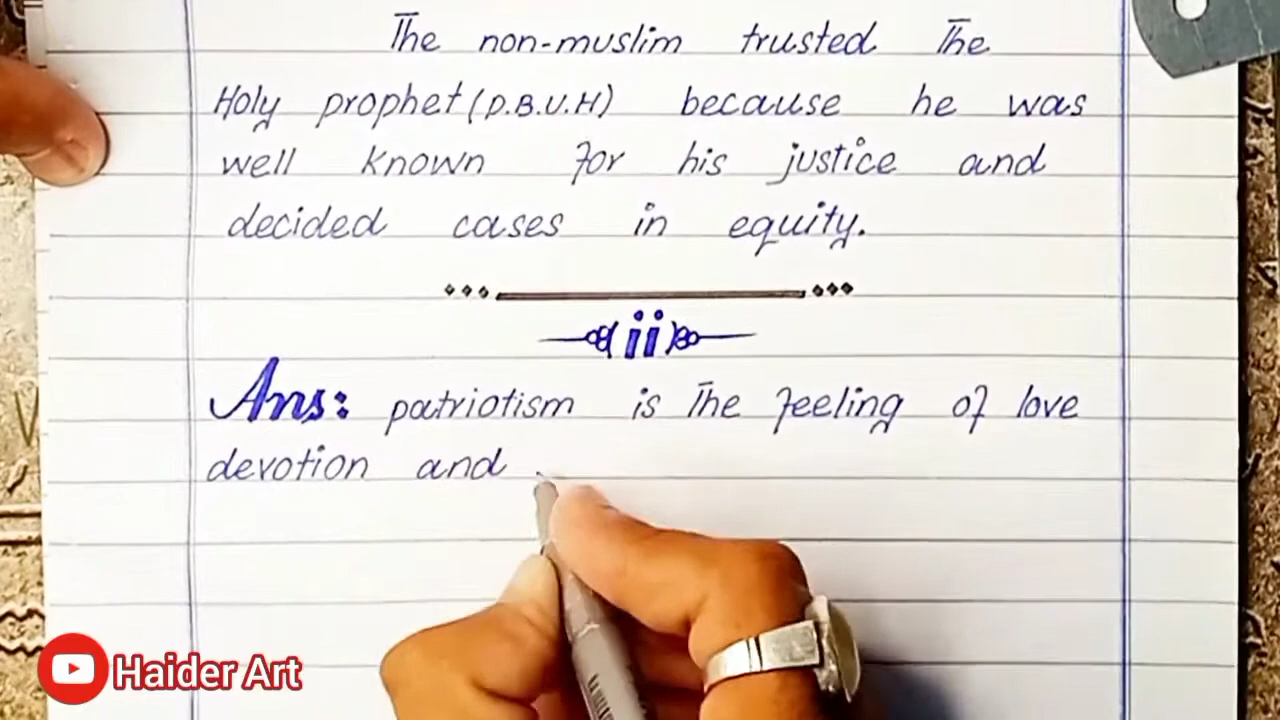 The non-muslim trusted The
Holy prophet (P.B.U.H) because he was
well known for his justice and
decided cases in equity.
(ii)
Ans: patriotism is The feeling of love
devotion and
Haider Art